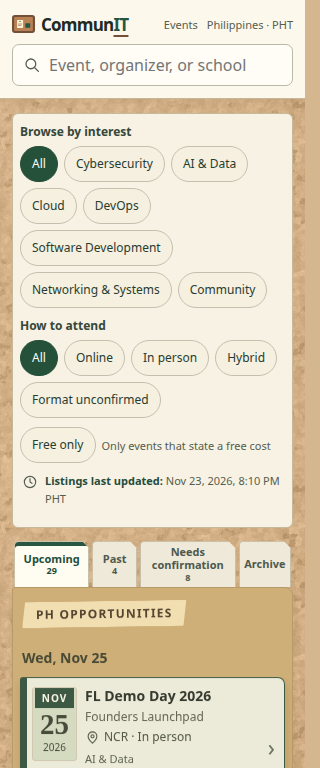 CommunIT Events Philippines · PHT
Event, organizer, or school
Browse by interest
All Cybersecurity AI & Data
Cloud DevOps
Software Development
Networking & Systems Community
How to attend
All Online In person Hybrid
Format unconfirmed
Free only Only events that state a free cost
Listings last updated: Nov 23, 2026, 8:10 PM
PHT
Upcoming
29
Past
4
Needs
confirmation
8
Archive
PH OPPORTUNITIES
Wed, Nov 25
NOV
25
2026
FL Demo Day 2026
Founders Launchpad
NCR · In person
AI & Data